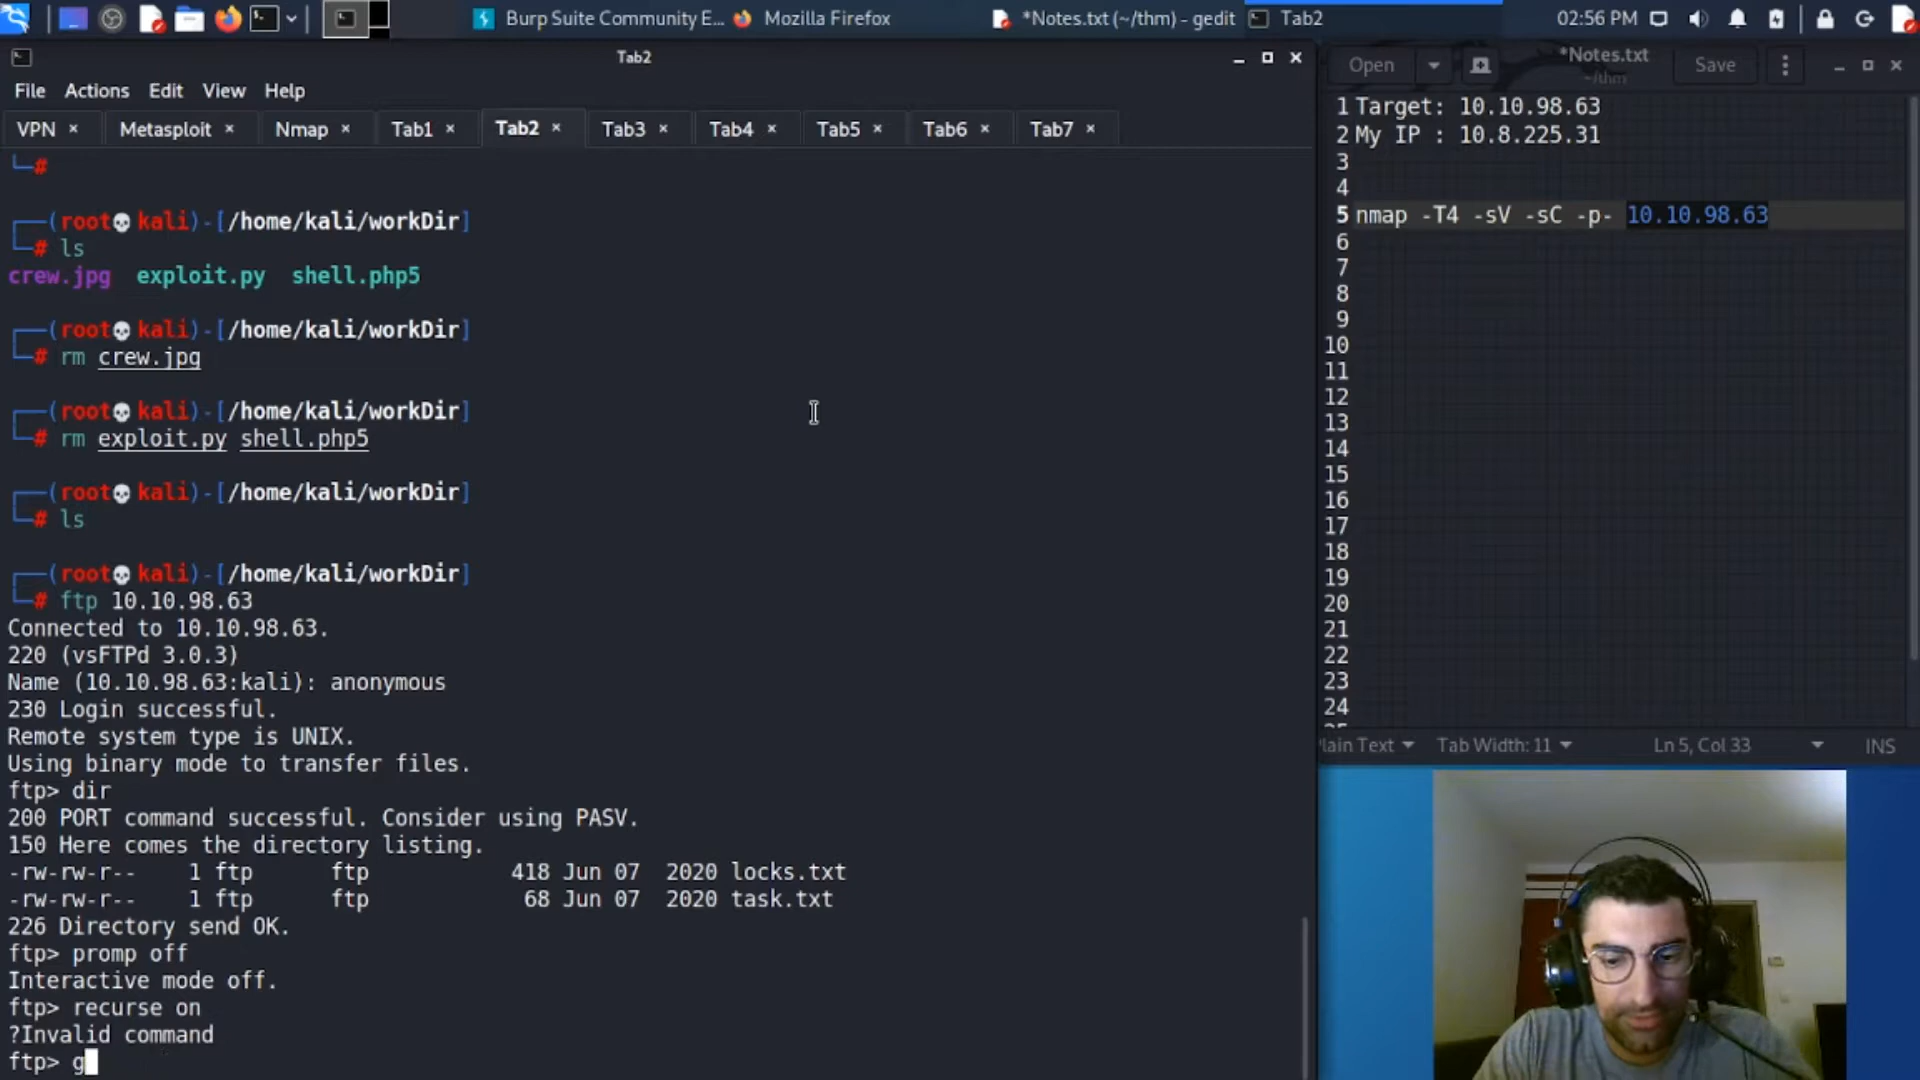 Burp Suite Community E...
Mozilla Firefox
*Notes.txt (~/thm) - gedit
Tab2
02:56 PM
Tab2
File Actions Edit View Help
VPN × Metasploit × Nmap × Tab1 × Tab2 × Tab3 × Tab4 × Tab5 × Tab6 × Tab7 ×
└─#
┌──(root💀kali)-[/home/kali/workDir]
└─# ls
crew.jpg exploit.py shell.php5
┌──(root💀kali)-[/home/kali/workDir]
└─# rm crew.jpg
┌──(root💀kali)-[/home/kali/workDir]
└─# rm exploit.py shell.php5
┌──(root💀kali)-[/home/kali/workDir]
└─# ls
┌──(root💀kali)-[/home/kali/workDir]
└─# ftp 10.10.98.63
Connected to 10.10.98.63.
220 (vsFTPd 3.0.3)
Name (10.10.98.63:kali): anonymous
230 Login successful.
Remote system type is UNIX.
Using binary mode to transfer files.
ftp> dir
200 PORT command successful. Consider using PASV.
150 Here comes the directory listing.
-rw-rw-r-- 1 ftp ftp 418 Jun 07 2020 locks.txt
-rw-rw-r-- 1 ftp ftp 68 Jun 07 2020 task.txt
226 Directory send OK.
ftp> promp off
Interactive mode off.
ftp> recurse on
?Invalid command
ftp> g
Open
*Notes.txt
~/thm
Save
1 Target: 10.10.98.63
2 My IP : 10.8.225.31
3
4
5 nmap -T4 -sV -sC -p- 10.10.98.63
6
7
8
9
10
11
12
13
14
15
16
17
18
19
20
21
22
23
24
lain Text Tab Width: 11 Ln 5, Col 33 INS